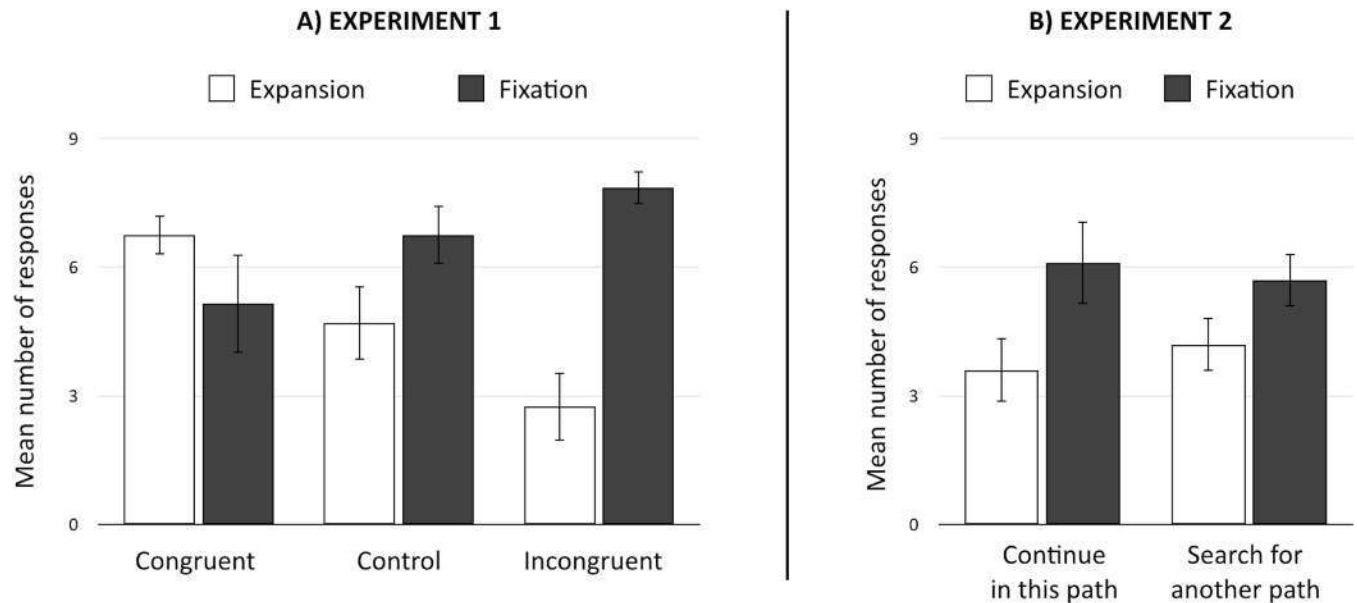 A) EXPERIMENT 1
Expansion
Fixation
Mean number of responses
9
6
3
0
Congruent
Control
Incongruent
B) EXPERIMENT 2
Expansion
Fixation
Mean number of responses
9
6
3
0
Continue
in this path
Search for
another path